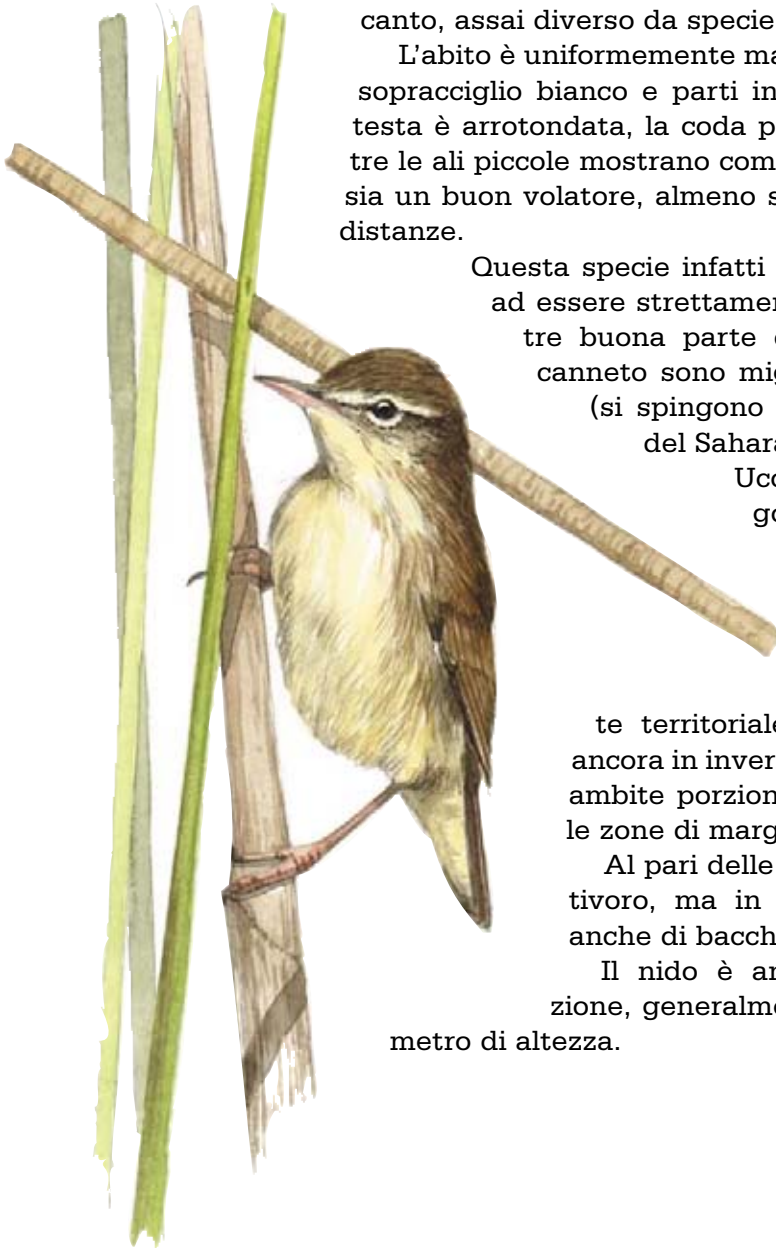 canto, assai diverso da specie
L'abito è uniformemente ma
sopracciglio bianco e parti in
testa è arrotondata, la coda p
tre le ali piccole mostrano com
sia un buon volatore, almeno s
distanze.
Questa specie infatti
ad essere strettamen
tre buona parte
canneto sono mig
(si spingono
del Sahara
Ucc
go
te territoriale
ancora in inver
ambite porzion
le zone di marg
Al pari delle
tivoro, ma in
anche di bacch
Il nido è an
zione, generalme
metro di altezza.